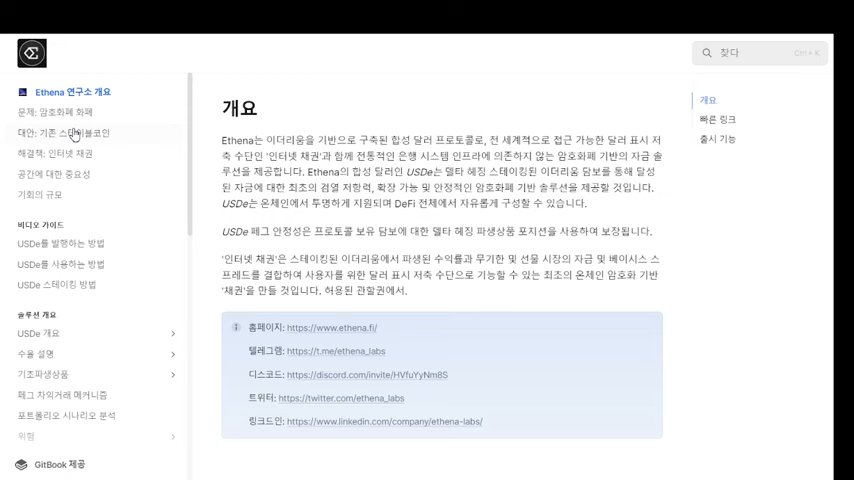 찾다
Ctrl + K
Ethena 연구소 개요
문제: 암호화폐 화폐
대안: 기존 스테이블코인
해결책: 인터넷 채권
공간에 대한 중요성
기회의 규모
비디오 가이드
USDe를 발행하는 방법
USDe를 사용하는 방법
USDe 스테이킹 방법
솔루션 개요
USDe 개요
수율 설명
기초파생상품
페그 차익거래 메커니즘
포트폴리오 시나리오 분석
위험
GitBook 제공
개요
Ethena는 이더리움을 기반으로 구축된 합성 달러 프로토콜로, 전 세계적으로 접근 가능한 달러 표시 저
축 수단인 '인터넷 채권'과 함께 전통적인 은행 시스템 인프라에 의존하지 않는 암호화폐 기반의 자금 솔
루션을 제공합니다. Ethena의 합성 달러인 USDe는 델타 헤징 스테이킹된 이더리움 담보를 통해 달성
된 자금에 대한 최초의 검열 저항력, 확장 가능 및 안정적인 암호화폐 기반 솔루션을 제공할 것입니다.
USDe는 온체인에서 투명하게 지원되며 DeFi 전체에서 자유롭게 구성할 수 있습니다.
USDe 페그 안정성은 프로토콜 보유 담보에 대한 델타 헤징 파생상품 포지션을 사용하여 보장됩니다.
'인터넷 채권'은 스테이킹된 이더리움에서 파생된 수익률과 무기한 및 선물 시장의 자금 및 베이시스 스
프레드를 결합하여 사용자를 위한 달러 표시 저축 수단으로 기능할 수 있는 최초의 온체인 암호화 기반
'채권'을 만들 것입니다. 허용된 관할권에서.
홈페이지: https://www.ethena.fi/
텔레그램: https://t.me/ethena_labs
디스코드: https://discord.com/invite/HVfuYyNm8S
트위터: https://twitter.com/ethena_labs
링크드인: https://www.linkedin.com/company/ethena-labs/
개요
빠른 링크
출시 기능